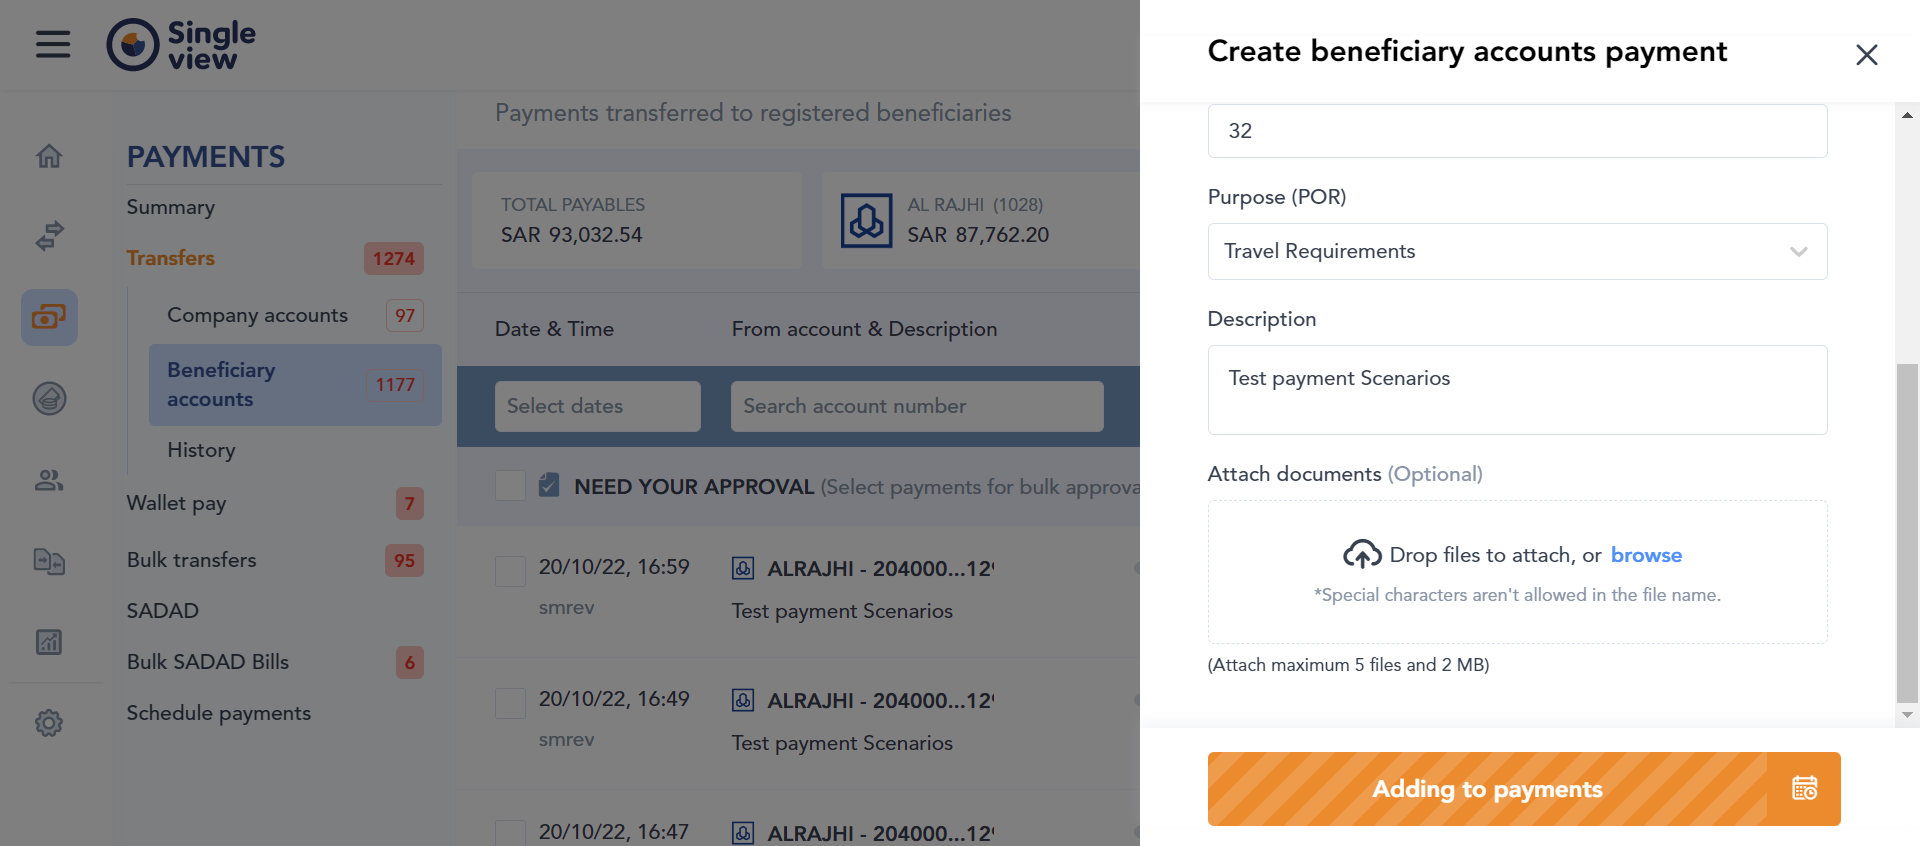 Single
view
PAYMENTS
Summary
Transfers 1274
Company accounts 97
Beneficiary
accounts 1177
History
Wallet pay 7
Bulk transfers 95
SADAD
Bulk SADAD Bills 6
Schedule payments
Payments transferred to registered beneficiaries
TOTAL PAYABLES
SAR 93,032.54
AL RAJHI (1028)
SAR 87,762.20
Date & Time From account & Description
Select dates Search account number
NEED YOUR APPROVAL (Select payments for bulk approva
20/10/22, 16:59 ALRAJHI - 204000...129
smrev Test payment Scenarios
20/10/22, 16:49 ALRAJHI - 204000...129
smrev Test payment Scenarios
20/10/22, 16:47 ALRAJHI - 204000...129
Create beneficiary accounts payment
32
Purpose (POR)
Travel Requirements
Description
Test payment Scenarios
Attach documents (Optional)
Drop files to attach, or browse
*Special characters aren't allowed in the file name.
(Attach maximum 5 files and 2 MB)
Adding to payments